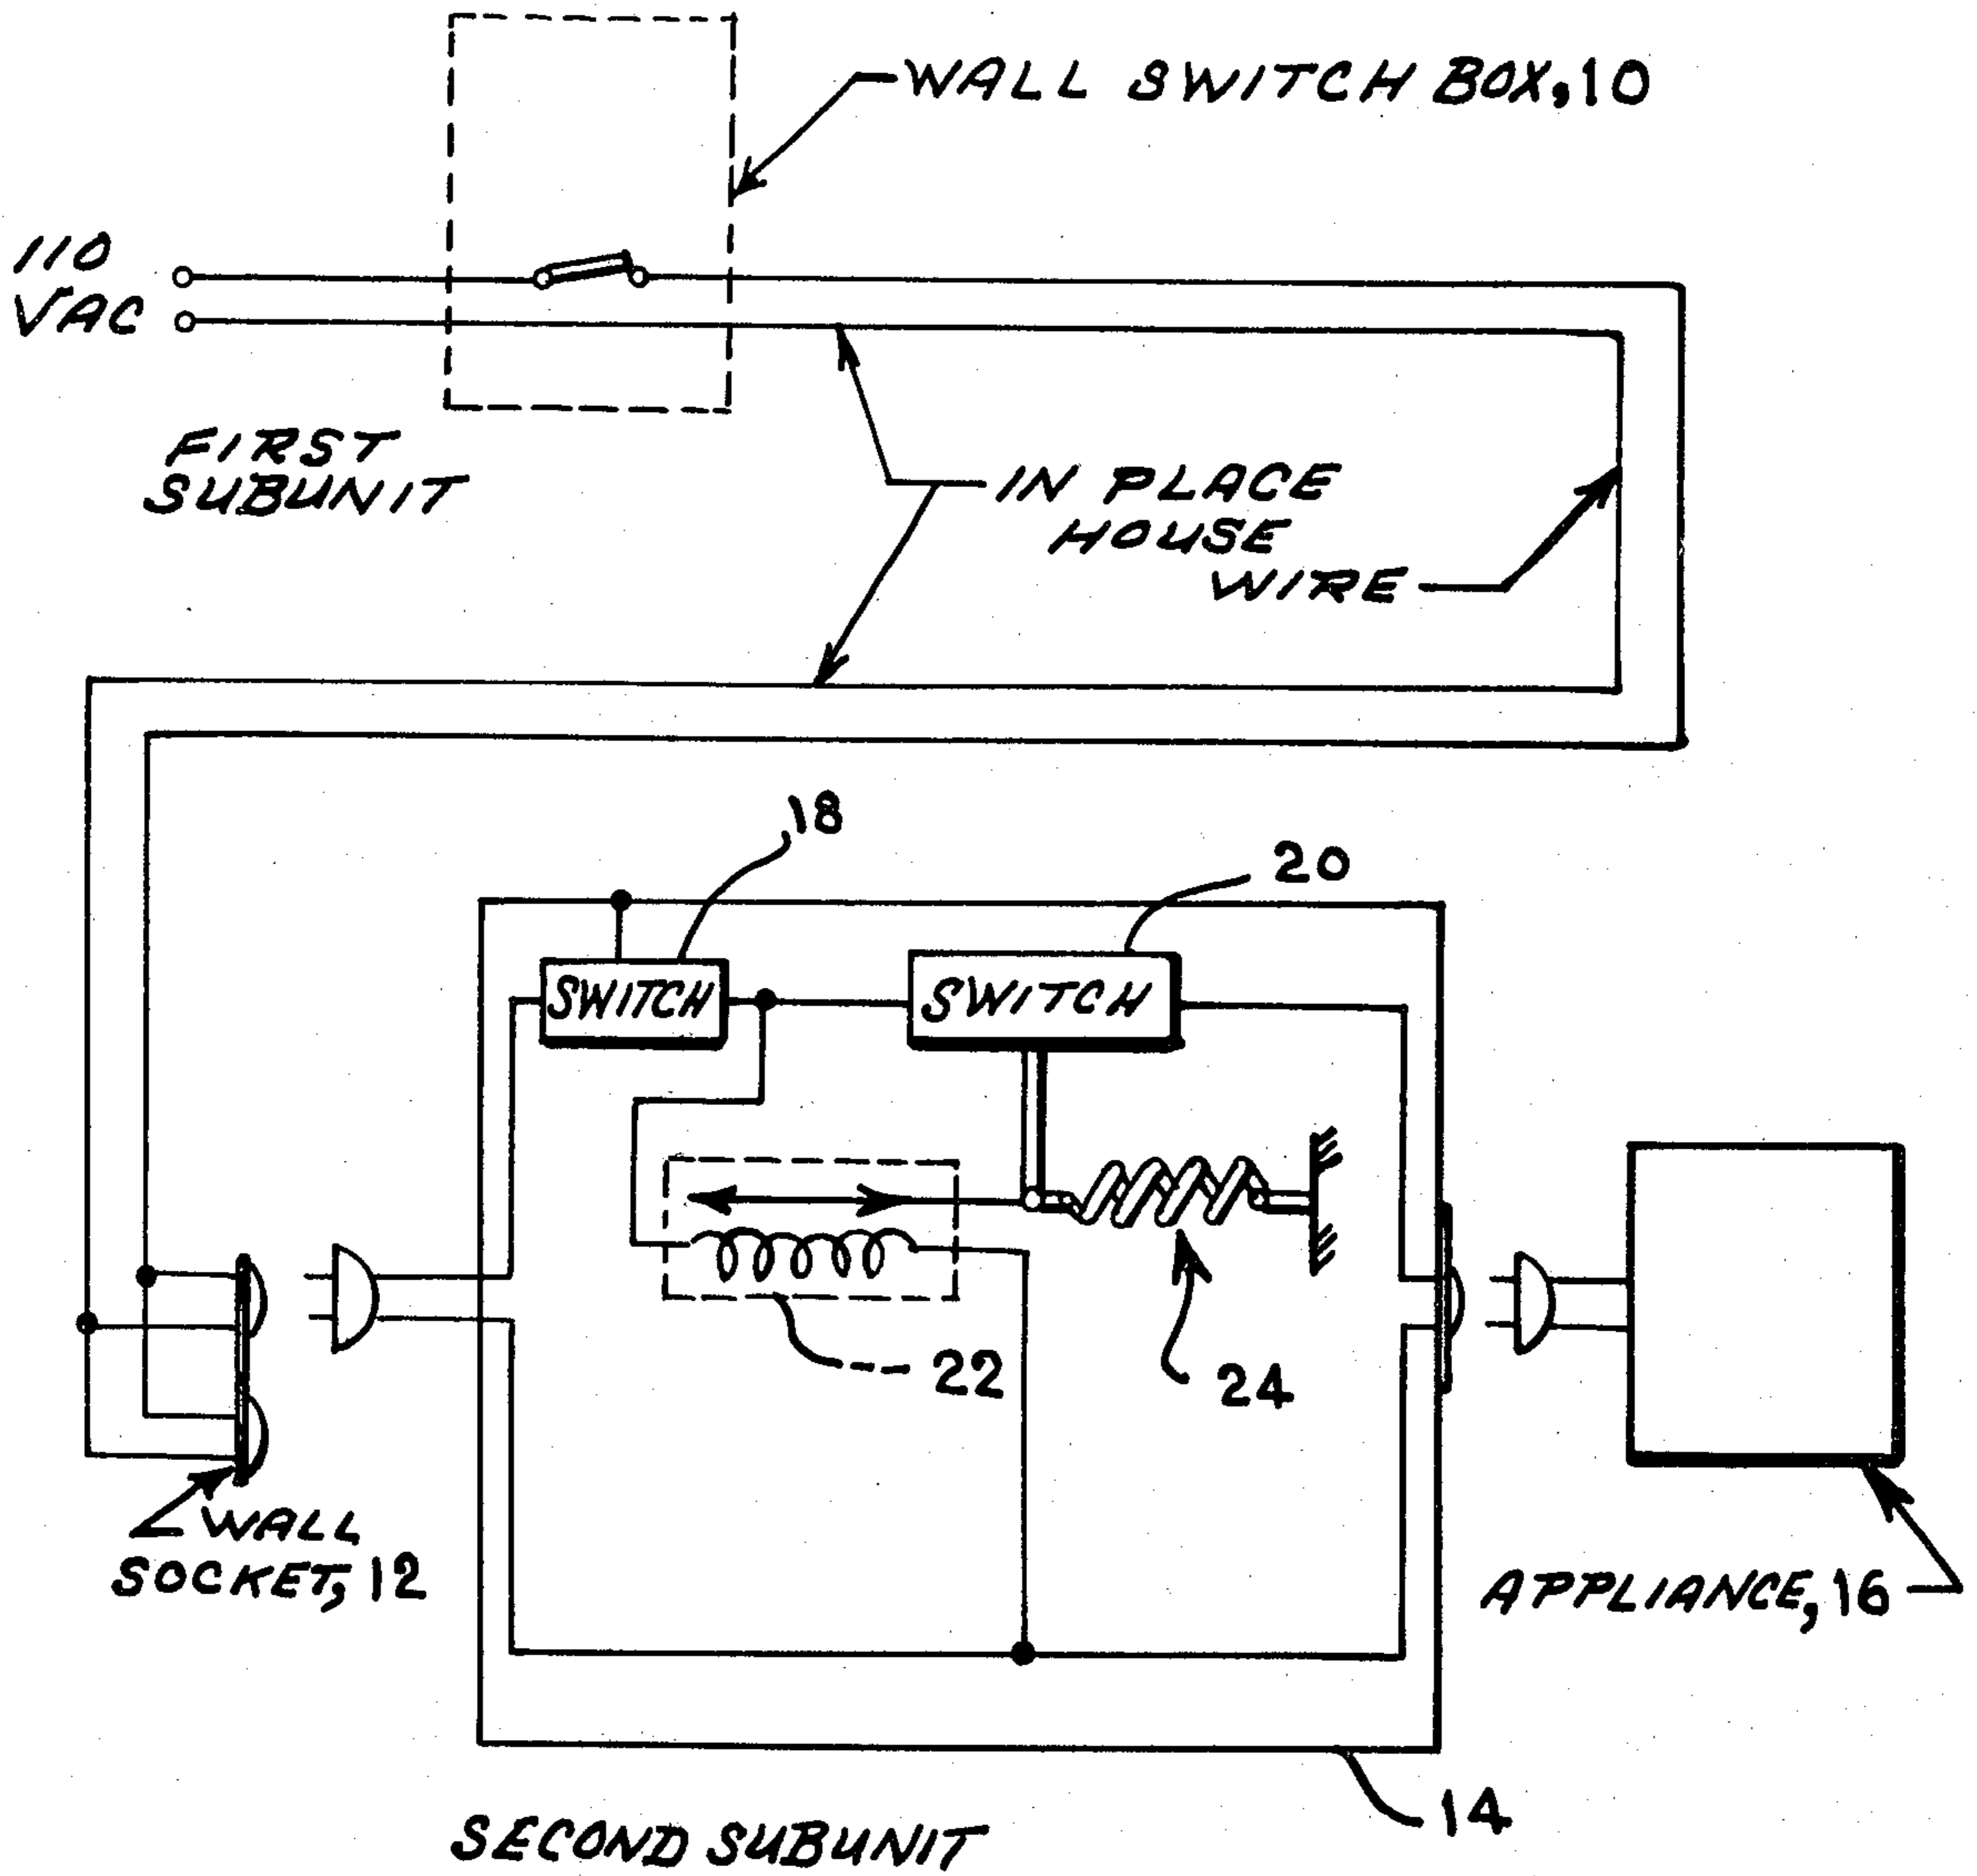 WALL SWITCH BOX, 10
110
VAC
FIRST
SUBUNIT
IN PLACE
HOUSE
WIRE
18
20
SWITCH
SWITCH
22
24
WALL
SOCKET, 12
APPLIANCE, 16
14
SECOND SUBUNIT